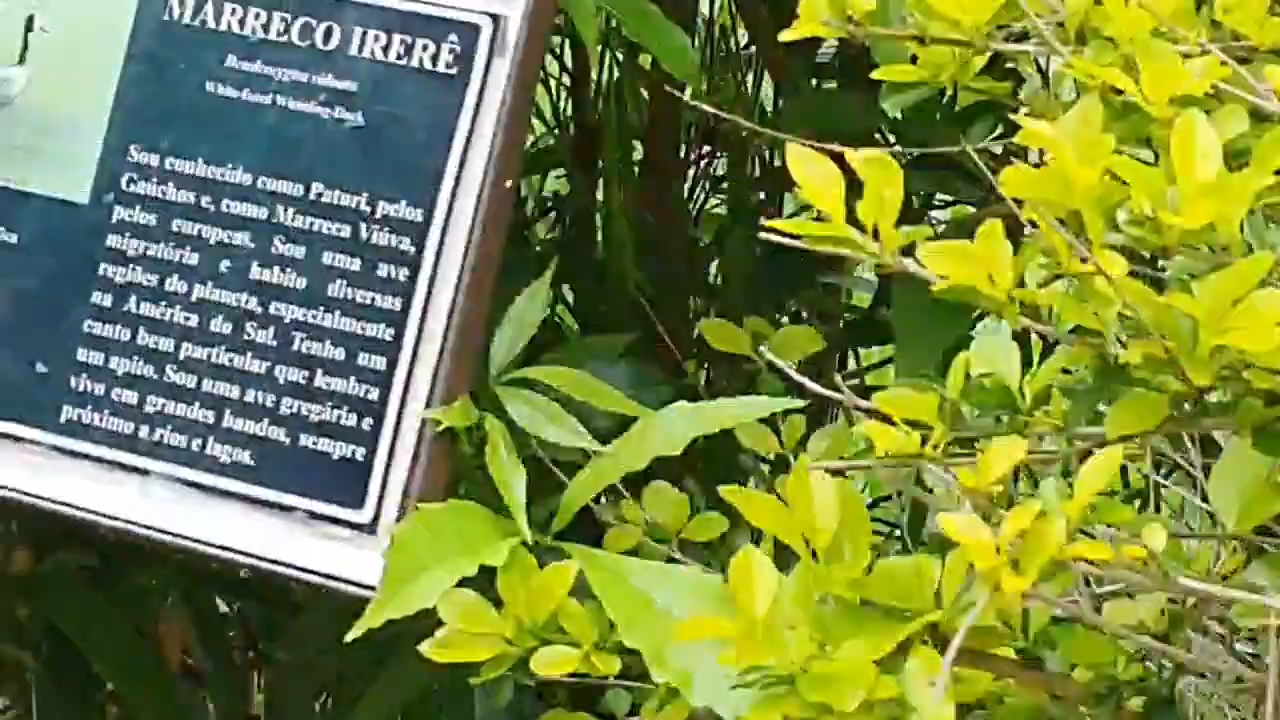 MARRECO IRERÊ
Dendrocygna viduata
White-faced Whistling-Duck
Sou conhecido como Paturi, pelos
Gaúchos e, como Marreca Viúva,
pelos europeas. Sou uma ave
migratória e habito diversas
regiões do planeta, especialmente
na América do Sul. Tenho um
canto bem particular que lembra
um apito. Sou uma ave gregária e
vivo em grandes bandos, sempre
próximo a rios e lagos.